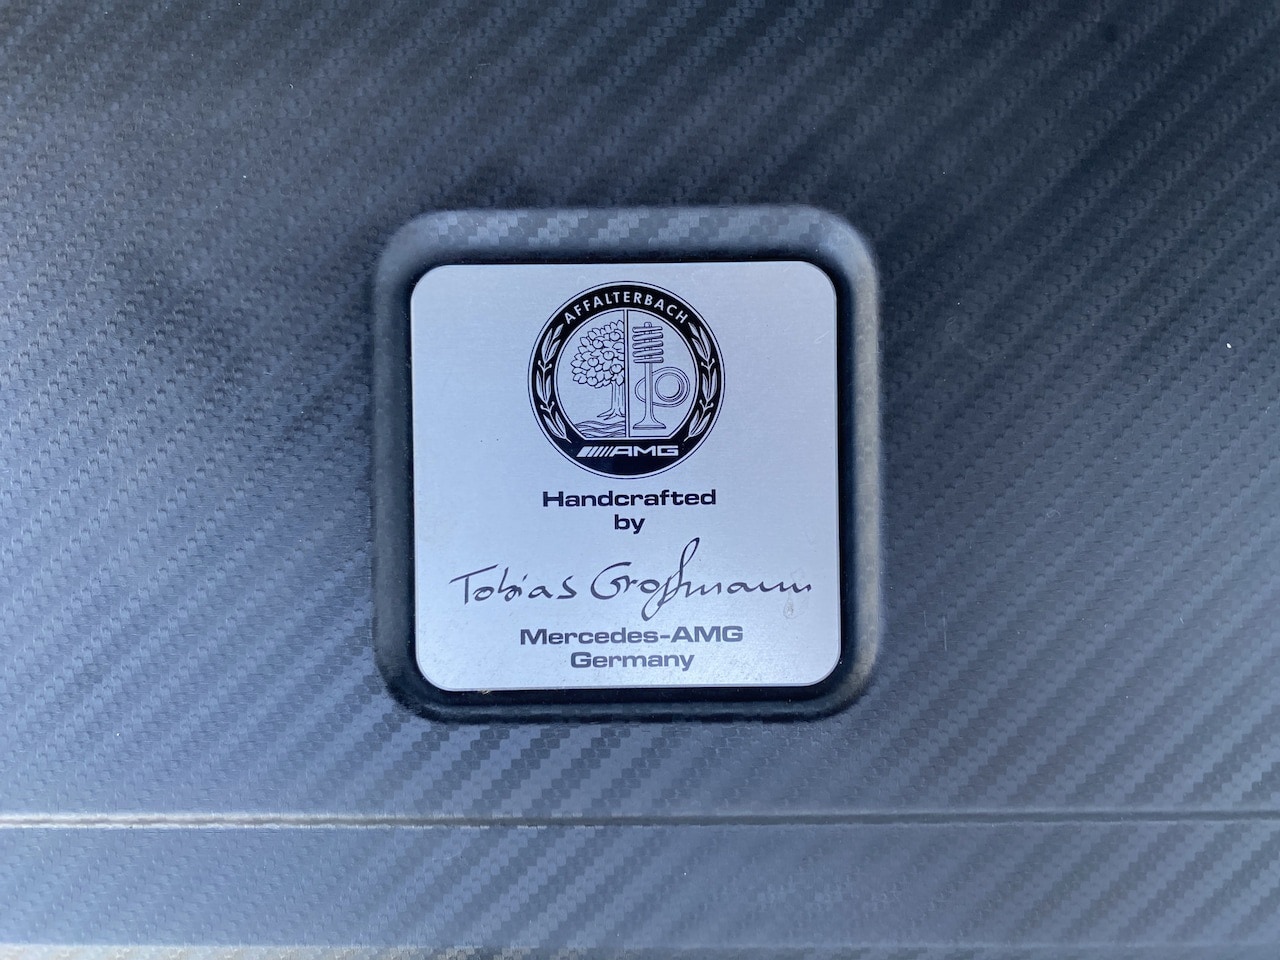 AFFALTERBACH
AMG
Handcrafted
by
Tobias Großmann
Mercedes-AMG
Germany